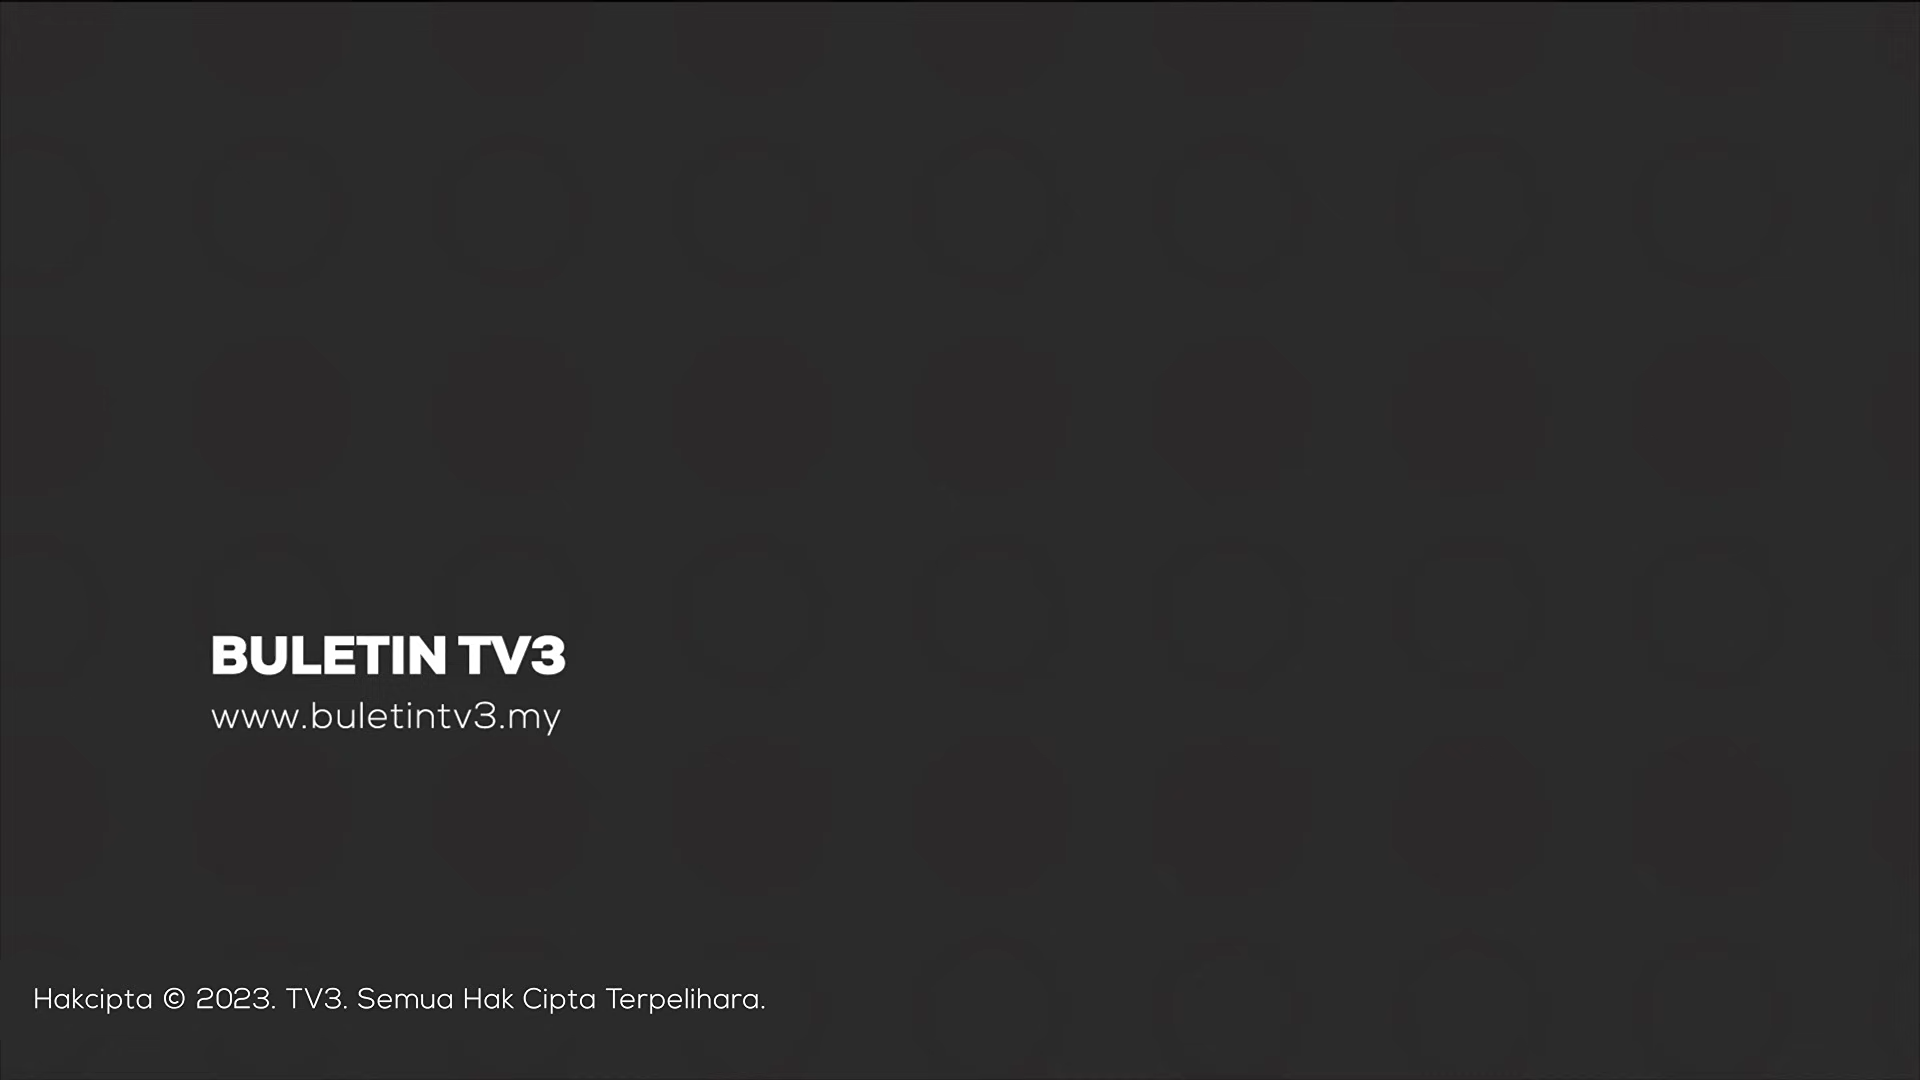 BULETIN TV3
www.buletintv3.my
Hakcipta © 2023. TV3. Semua Hak Cipta Terpelihara.